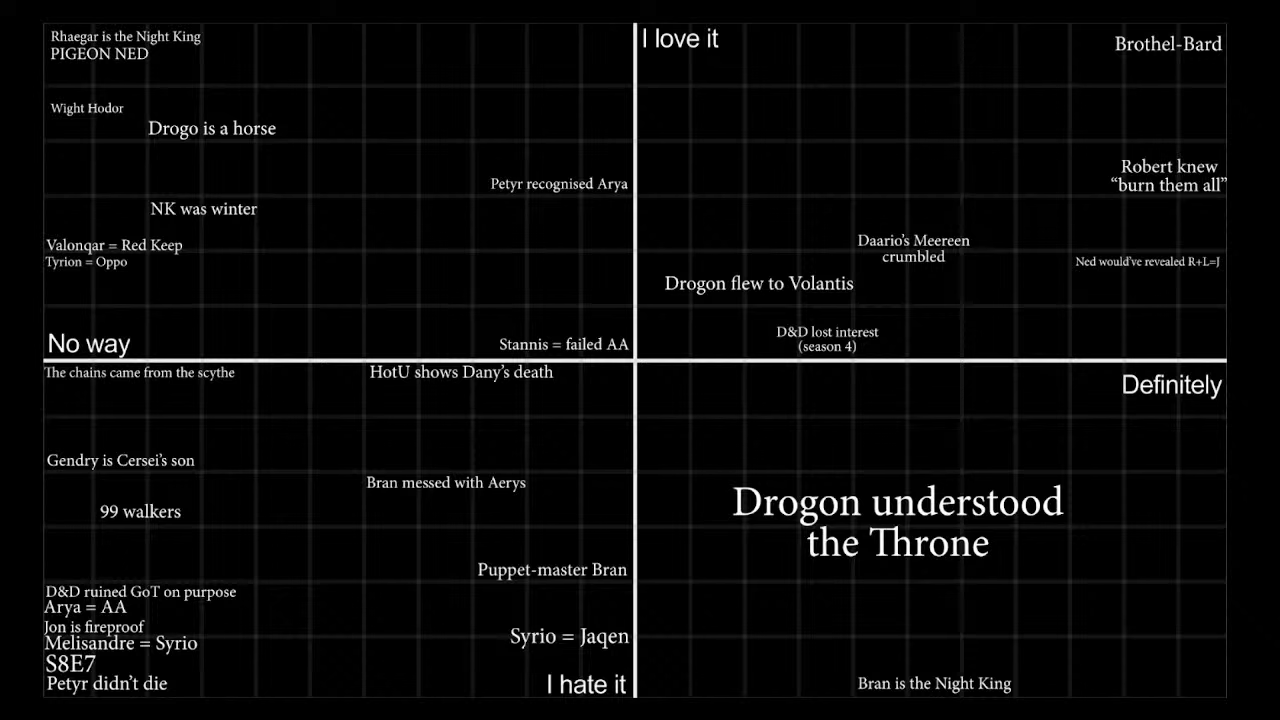 Rhaegar is the Night King
PIGEON NED
Wight Hodor
Drogo is a horse
Petyr recognised Arya
NK was winter
Valonqar = Red Keep
Tyrion = Oppo
No way
Stannis = failed AA
I love it
Brothel-Bard
Robert knew
“burn them all”
Daario’s Meereen
crumbled
Ned would’ve revealed R+L=J
Drogon flew to Volantis
D&D lost interest
(season 4)
The chains came from the scythe
HotU shows Dany’s death
Gendry is Cersei’s son
Bran messed with Aerys
99 walkers
Puppet-master Bran
D&D ruined GoT on purpose
Arya = AA
Jon is fireproof
Melisandre = Syrio
Syrio = Jaqen
S8E7
Petyr didn’t die
I hate it
Definitely
Drogon understood
the Throne
Bran is the Night King